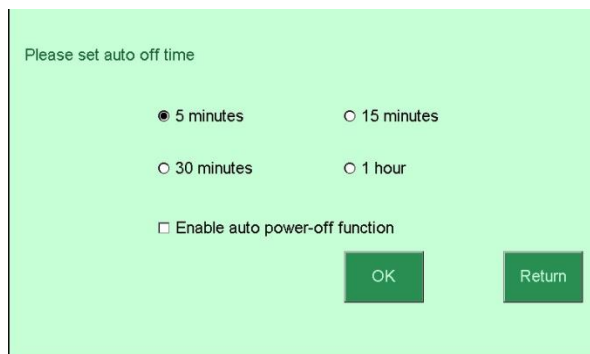 Please set auto off time
5 minutes
15 minutes
30 minutes
1 hour
Enable auto power-off function
OK
Return